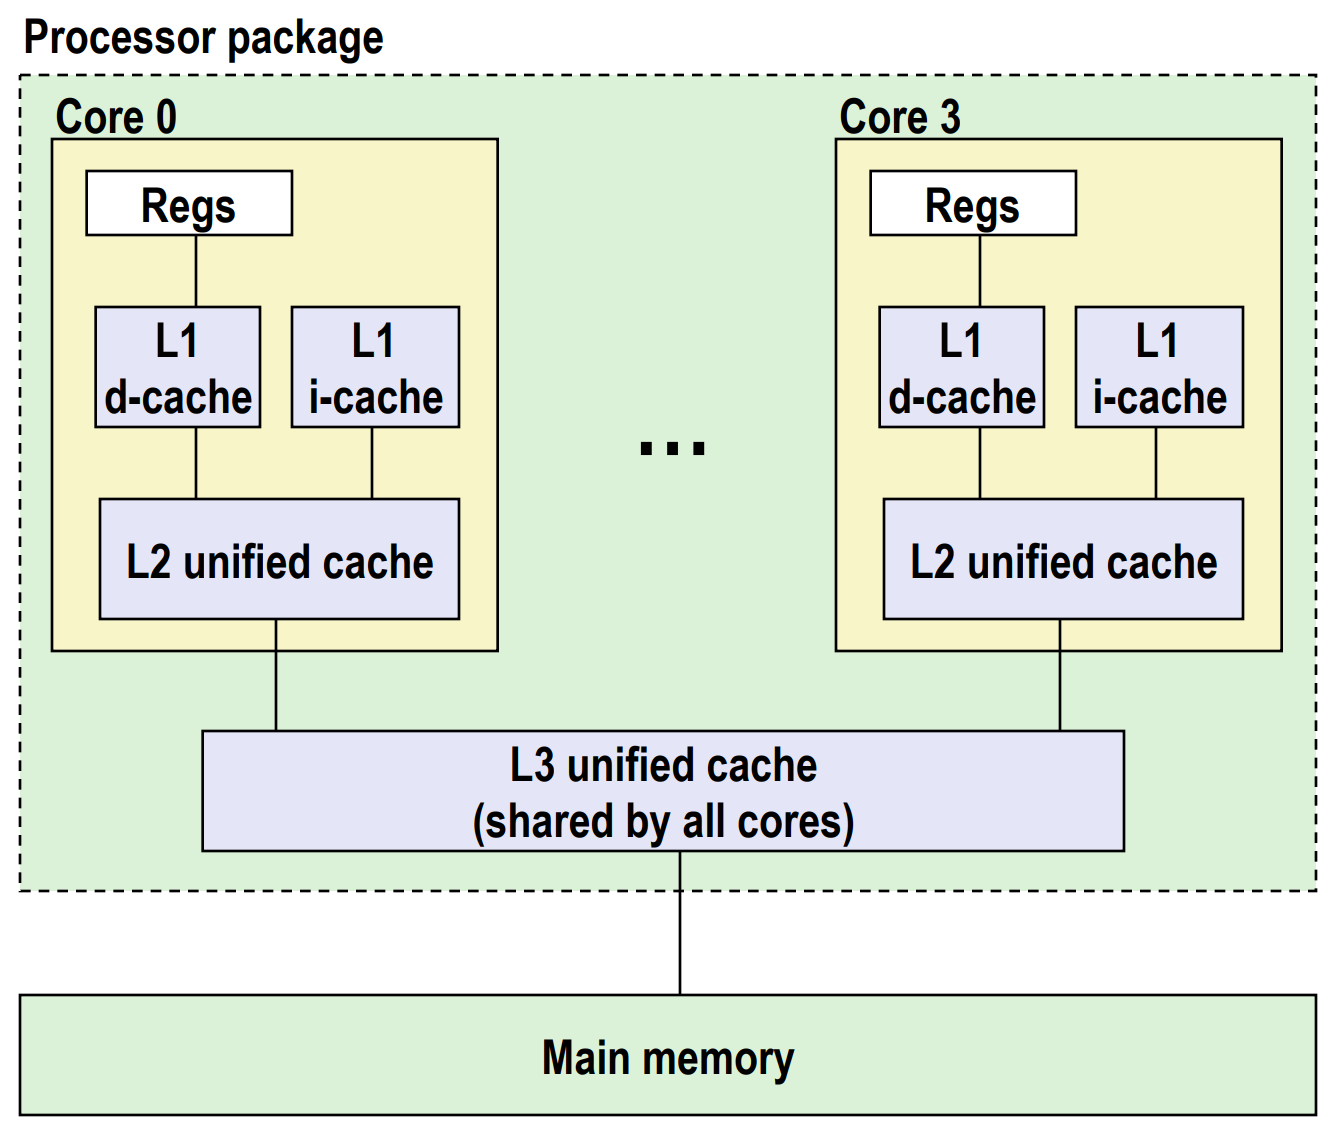 Processor package
Core 0
Regs
L1
d-cache
L1
i-cache
L2 unified cache
...
Core 3
Regs
L1
d-cache
L1
i-cache
L2 unified cache
L3 unified cache
(shared by all cores)
Main memory